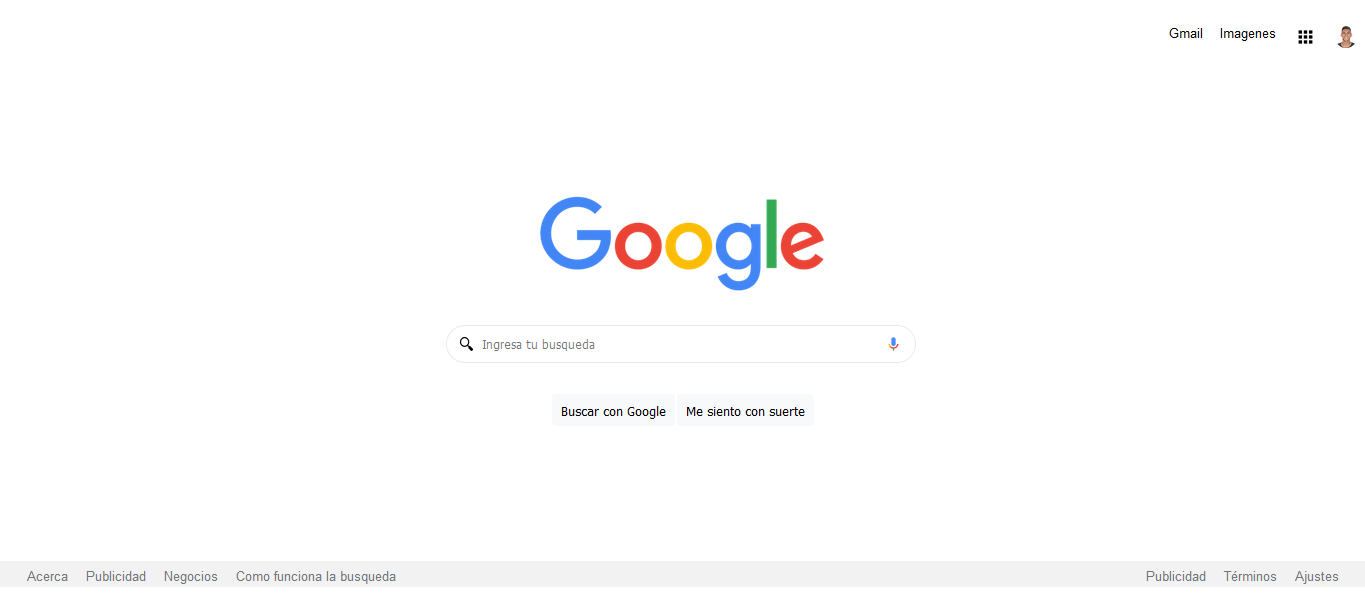 Gmail Imagenes
Google
Ingresa tu busqueda
Buscar con Google Me siento con suerte
Acerca Publicidad Negocios Como funciona la busqueda Publicidad Términos Ajustes